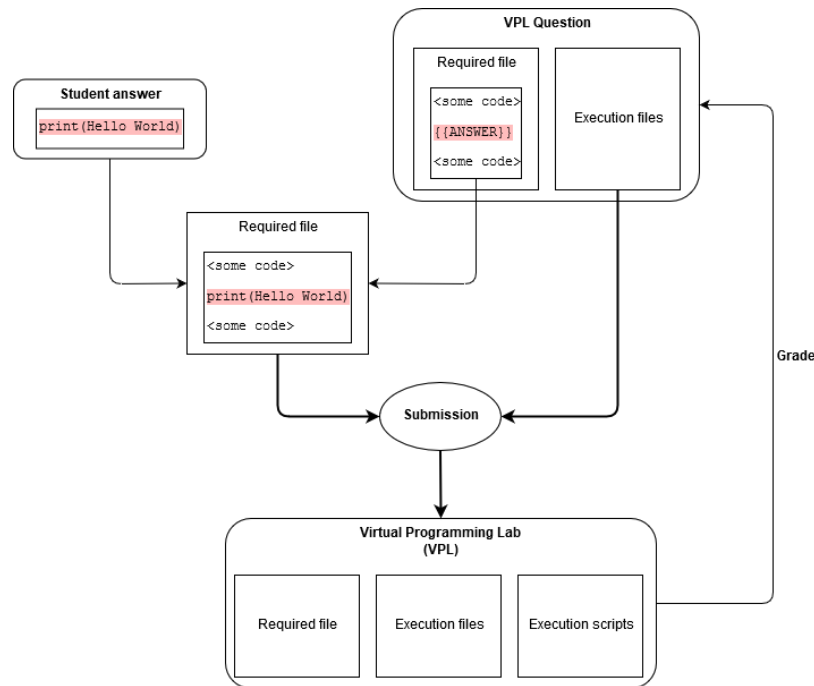 VPL Question
Required file
<some code>
{{ANSWER}}
<some code>
Execution files
Student answer
print(Hello World)
Required file
<some code>
print(Hello World)
<some code>
Grade
Submission
Virtual Programming Lab
(VPL)
Required file
Execution files
Execution scripts